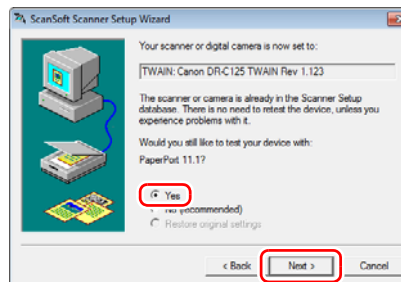 ScanSoft Scanner Setup Wizard
Your scanner or digital camera is now set to:
TWAIN: Canon DR-C125 TWAIN Rev 1.123
The scanner or camera is already in the Scanner Setup
database. There is no need to retest the device, unless you
experience problems with it.
Would you still like to test your device with:
PaperPort 11.1?
Yes
No (recommended)
Restore original settings
< Back Next > Cancel